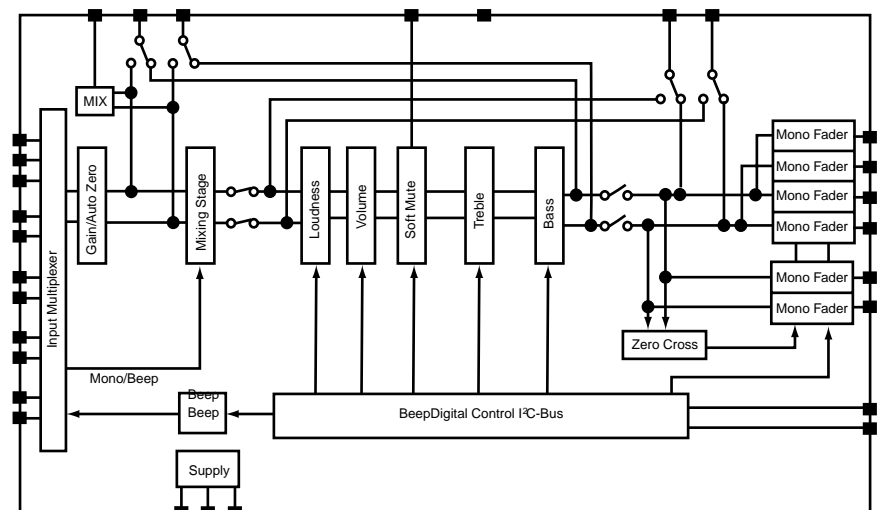 MIX
Input Multiplexer
Gain/Auto Zero
Mixing Stage
Loudness
Volume
Soft Mute
Treble
Bass
Mono Fader
Mono Fader
Mono Fader
Mono Fader
Mono Fader
Mono Fader
Zero Cross
Mono/Beep
Beep
Beep
BeepDigital Control I²C-Bus
Supply